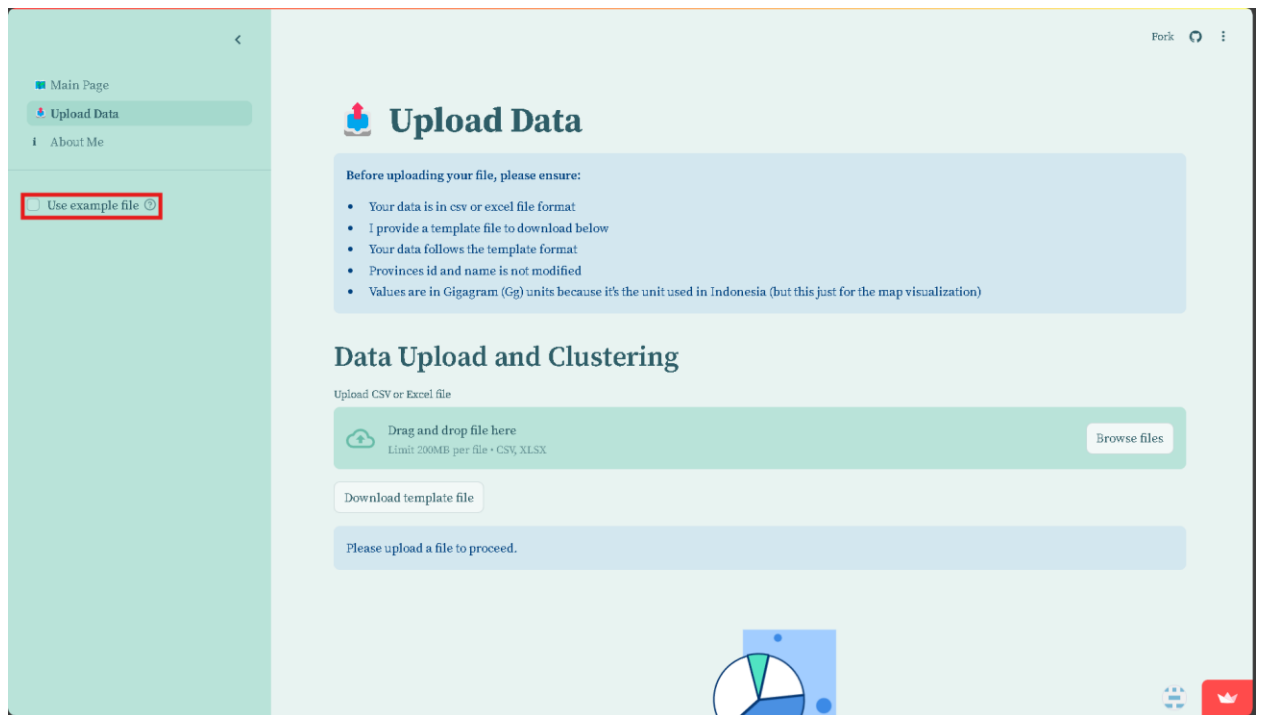 Fork
Main Page
Upload Data
About Me
Use example file
Upload Data
Before uploading your file, please ensure:
Your data is in csv or excel file format
I provide a template file to download below
Your data follows the template format
Provinces id and name is not modified
Values are in Gigagram (Gg) units because it's the unit used in Indonesia (but this just for the map visualization)
Data Upload and Clustering
Upload CSV or Excel file
Drag and drop file here
Limit 200MB per file • CSV, XLSX
Browse files
Download template file
Please upload a file to proceed.